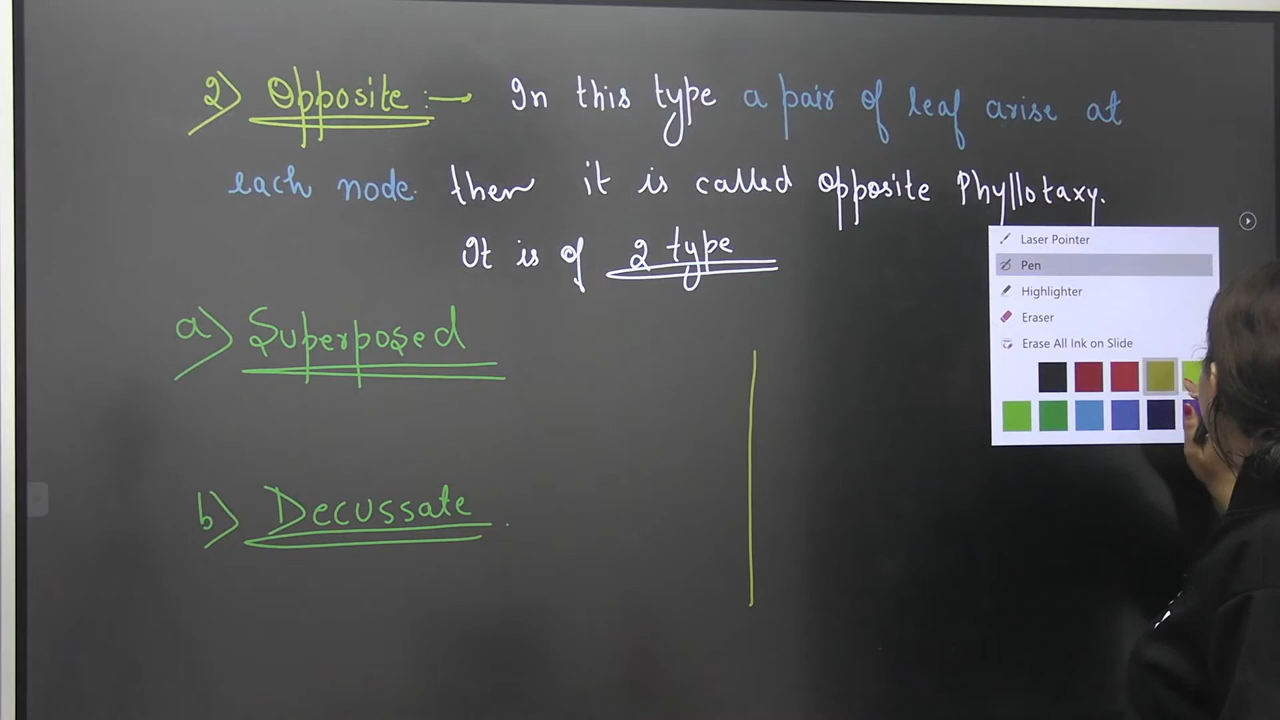 2) Opposite :→ In this type a pair of leaf arise at
each node. then it is called opposite Phyllotaxy.
It is of 2 type
a) Superposed
b) Decussate.
Laser Pointer
Pen
Highlighter
Eraser
Erase All Ink on Slide